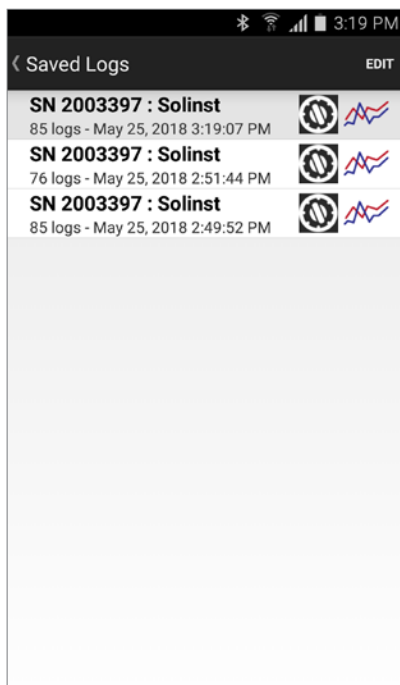 3:19 PM
Saved Logs EDIT
SN 2003397 : Solinst
85 logs - May 25, 2018 3:19:07 PM
SN 2003397 : Solinst
76 logs - May 25, 2018 2:51:44 PM
SN 2003397 : Solinst
85 logs - May 25, 2018 2:49:52 PM